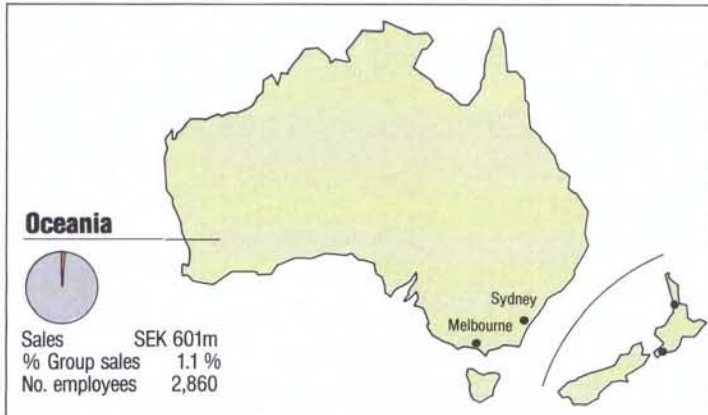 Oceania
Sales SEK 601m
% Group sales 1.1 %
No. employees 2,860
Sydney
Melbourne